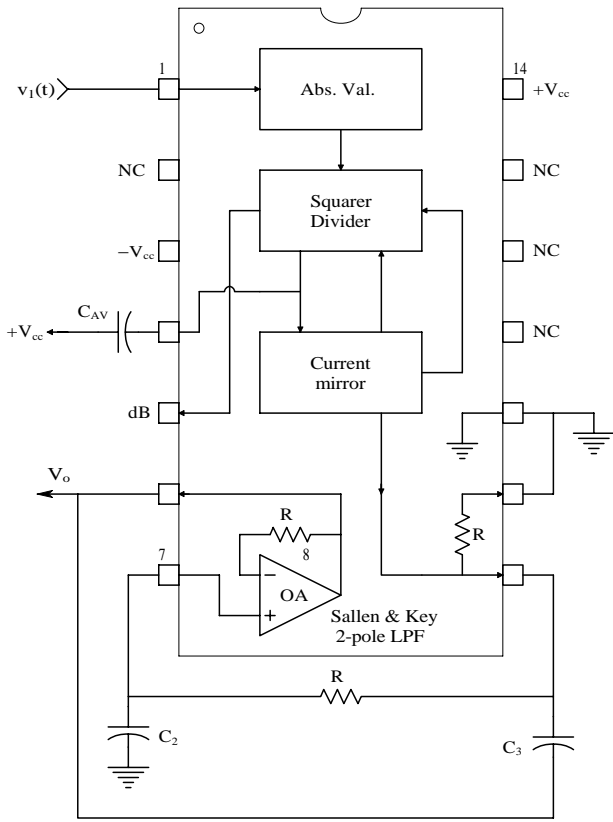 1
14
v1(t)
Abs. Val.
+Vcc
NC
Squarer
Divider
NC
−Vcc
NC
CAV
+Vcc
Current
mirror
NC
dB
Vo
R
R
7
8
−
OA
+
Sallen & Key
2-pole LPF
R
C2
C3